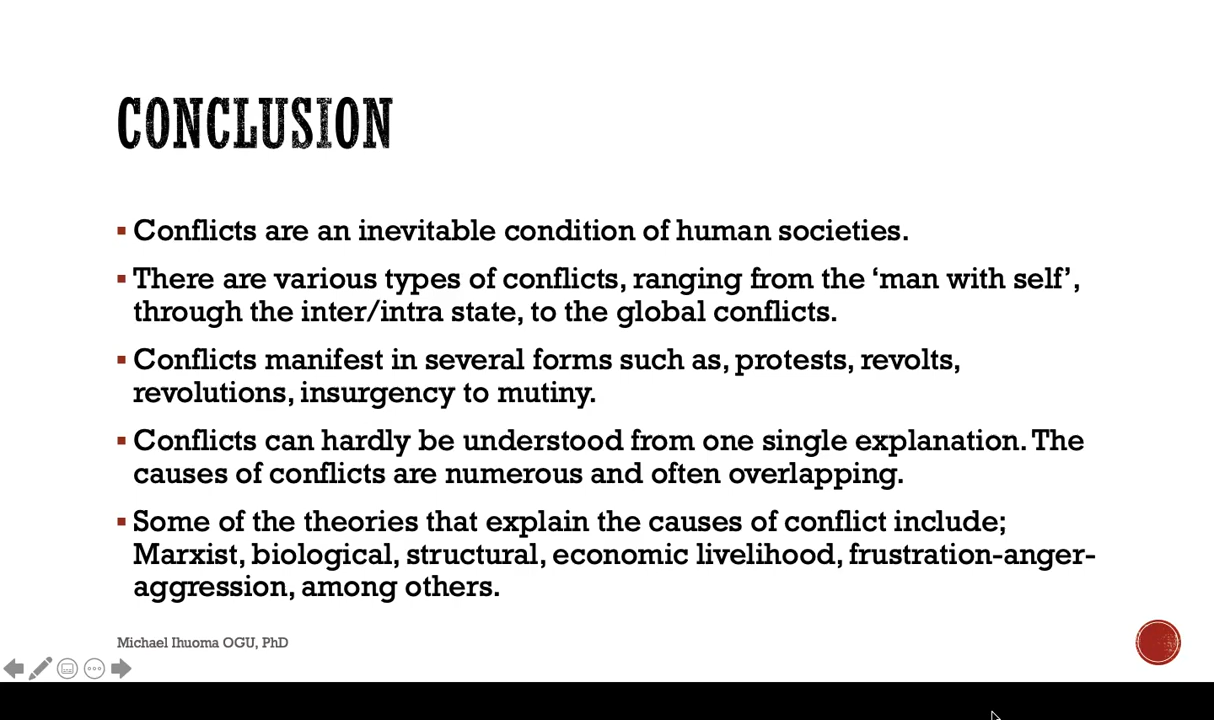 CONCLUSION
Conflicts are an inevitable condition of human societies.
There are various types of conflicts, ranging from the ‘man with self’,
through the inter/intra state, to the global conflicts.
Conflicts manifest in several forms such as, protests, revolts,
revolutions, insurgency to mutiny.
Conflicts can hardly be understood from one single explanation. The
causes of conflicts are numerous and often overlapping.
Some of the theories that explain the causes of conflict include;
Marxist, biological, structural, economic livelihood, frustration-anger-
aggression, among others.
Michael Ihuoma OGU, PhD